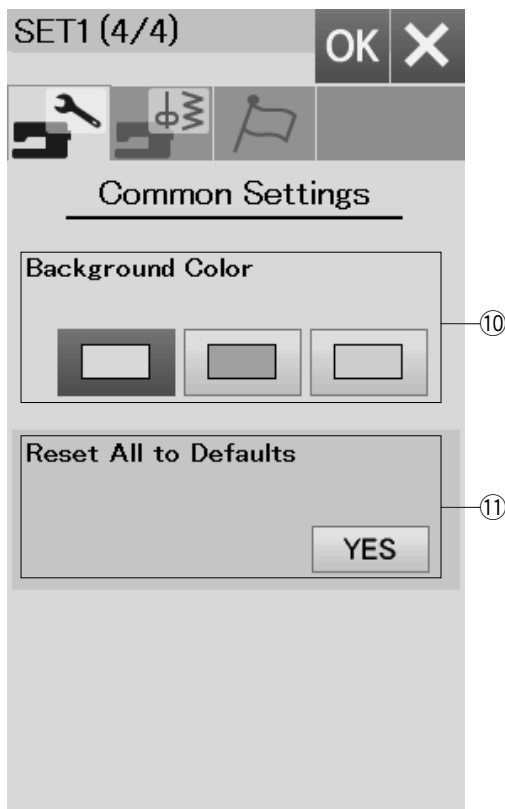 SET1 (4/4)
OK
Common Settings
Background Color
⑩
Reset All to Defaults
⑪
YES